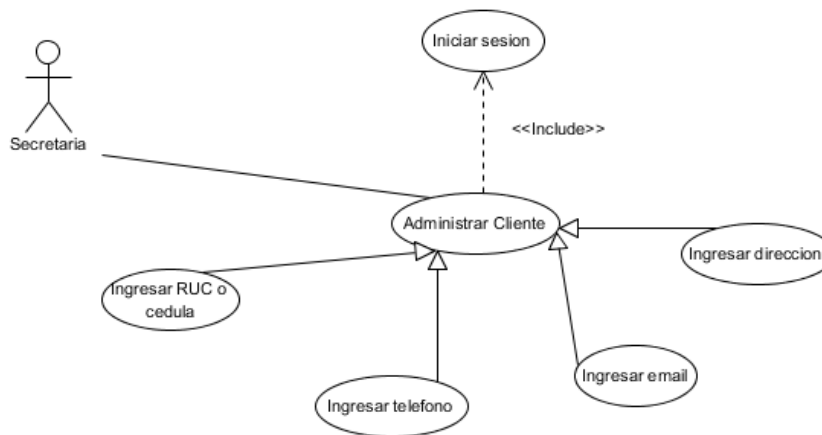 Iniciar sesion
Secretaria
<<Include>>
Administrar Cliente
Ingresar direccion
Ingresar RUC o
cedula
Ingresar email
Ingresar telefono